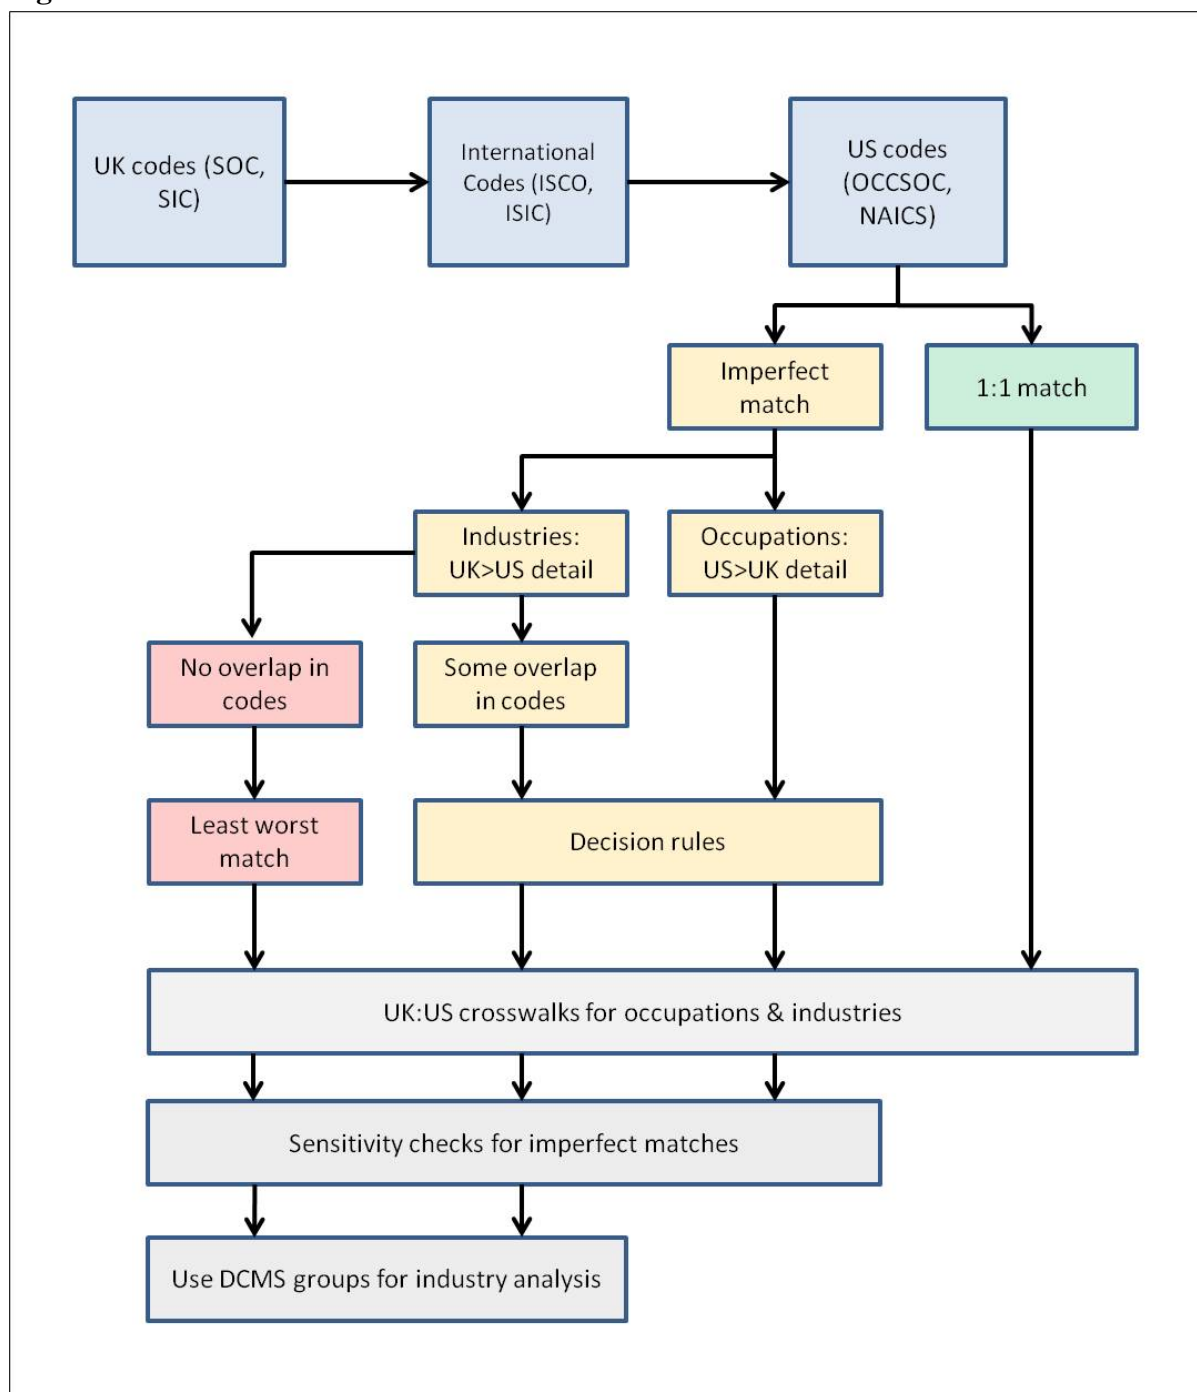 UK codes (SOC,
SIC)
International
Codes (ISCO,
ISIC)
US codes
(OCCSOC,
NAICS)
Imperfect
match
1:1 match
Industries:
UK>US detail
Occupations:
US>UK detail
No overlap in
codes
Some overlap
in codes
Least worst
match
Decision rules
UK:US crosswalks for occupations & industries
Sensitivity checks for imperfect matches
Use DCMS groups for industry analysis